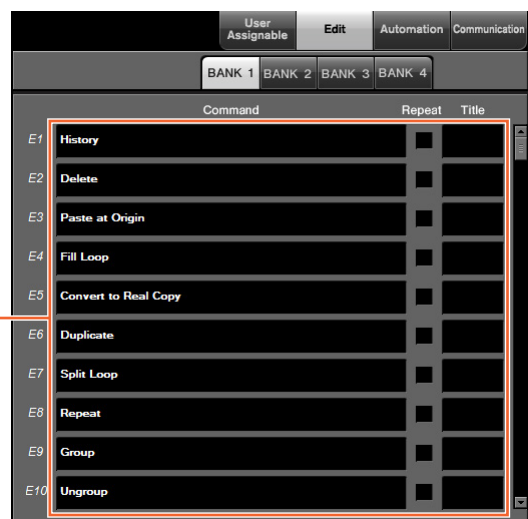 User Assignable Edit Automation Communication
BANK 1 BANK 2 BANK 3 BANK 4
Command Repeat Title
E1 History
E2 Delete
E3 Paste at Origin
E4 Fill Loop
E5 Convert to Real Copy
E6 Duplicate
E7 Split Loop
E8 Repeat
E9 Group
E10 Ungroup